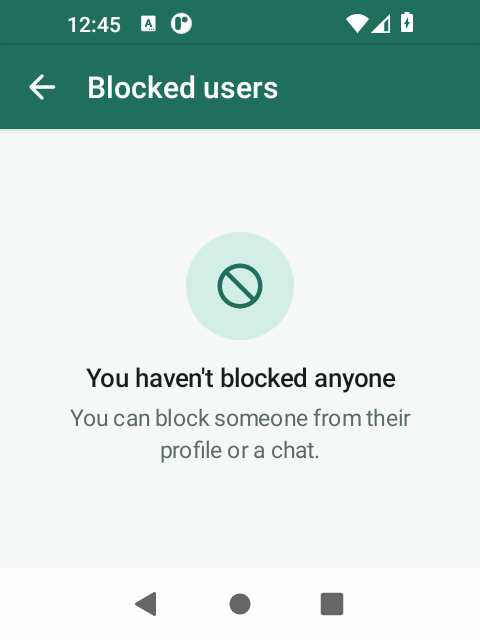 12:45
Blocked users
You haven't blocked anyone
You can block someone from their
profile or a chat.